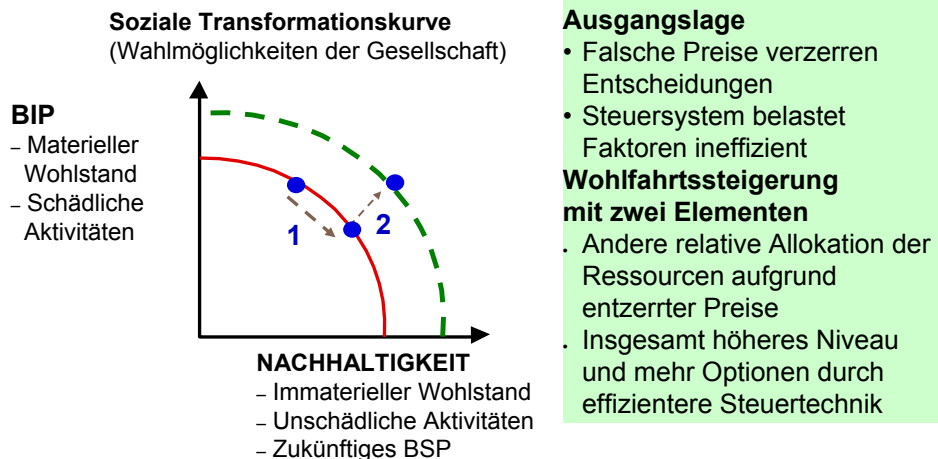 Soziale Transformationskurve
(Wahlmöglichkeiten der Gesellschaft)
BIP
– Materieller
Wohlstand
– Schädliche
Aktivitäten
1
2
NACHHALTIGKEIT
– Immaterieller Wohlstand
– Unschädliche Aktivitäten
– Zukünftiges BSP
Ausgangslage
• Falsche Preise verzerren
Entscheidungen
• Steuersystem belastet
Faktoren ineffizient
Wohlfahrtssteigerung
mit zwei Elementen
. Andere relative Allokation der
Ressourcen aufgrund
entzerrter Preise
. Insgesamt höheres Niveau
und mehr Optionen durch
effizientere Steuertechnik